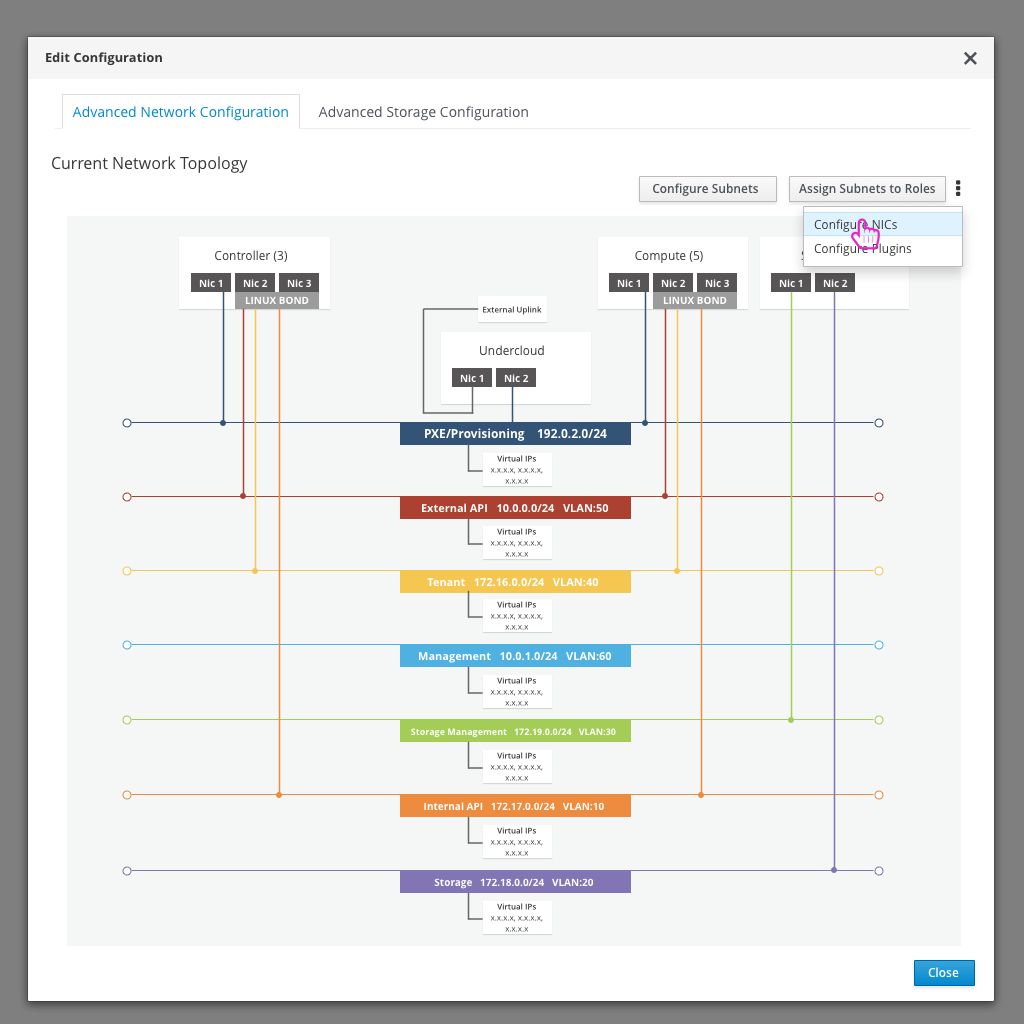 Edit Configuration
Advanced Network Configuration
Advanced Storage Configuration
Current Network Topology
Configure Subnets
Assign Subnets to Roles
Configure NICs
Configure Plugins
Controller (3)
Nic 1
Nic 2
Nic 3
LINUX BOND
Compute (5)
Nic 1
Nic 2
Nic 3
LINUX BOND
Nic 1
Nic 2
External Uplink
Undercloud
Nic 1
Nic 2
PXE/Provisioning 192.0.2.0/24
Virtual IPs
x.x.x.x, x.x.x.x,
x.x.x.x
External API 10.0.0.0/24 VLAN:50
Virtual IPs
x.x.x.x, x.x.x.x,
x.x.x.x
Tenant 172.16.0.0/24 VLAN:40
Virtual IPs
x.x.x.x, x.x.x.x,
x.x.x.x
Management 10.0.1.0/24 VLAN:60
Virtual IPs
x.x.x.x, x.x.x.x,
x.x.x.x
Storage Management 172.19.0.0/24 VLAN:30
Virtual IPs
x.x.x.x, x.x.x.x,
x.x.x.x
Internal API 172.17.0.0/24 VLAN:10
Virtual IPs
x.x.x.x, x.x.x.x,
x.x.x.x
Storage 172.18.0.0/24 VLAN:20
Virtual IPs
x.x.x.x, x.x.x.x,
x.x.x.x
Close